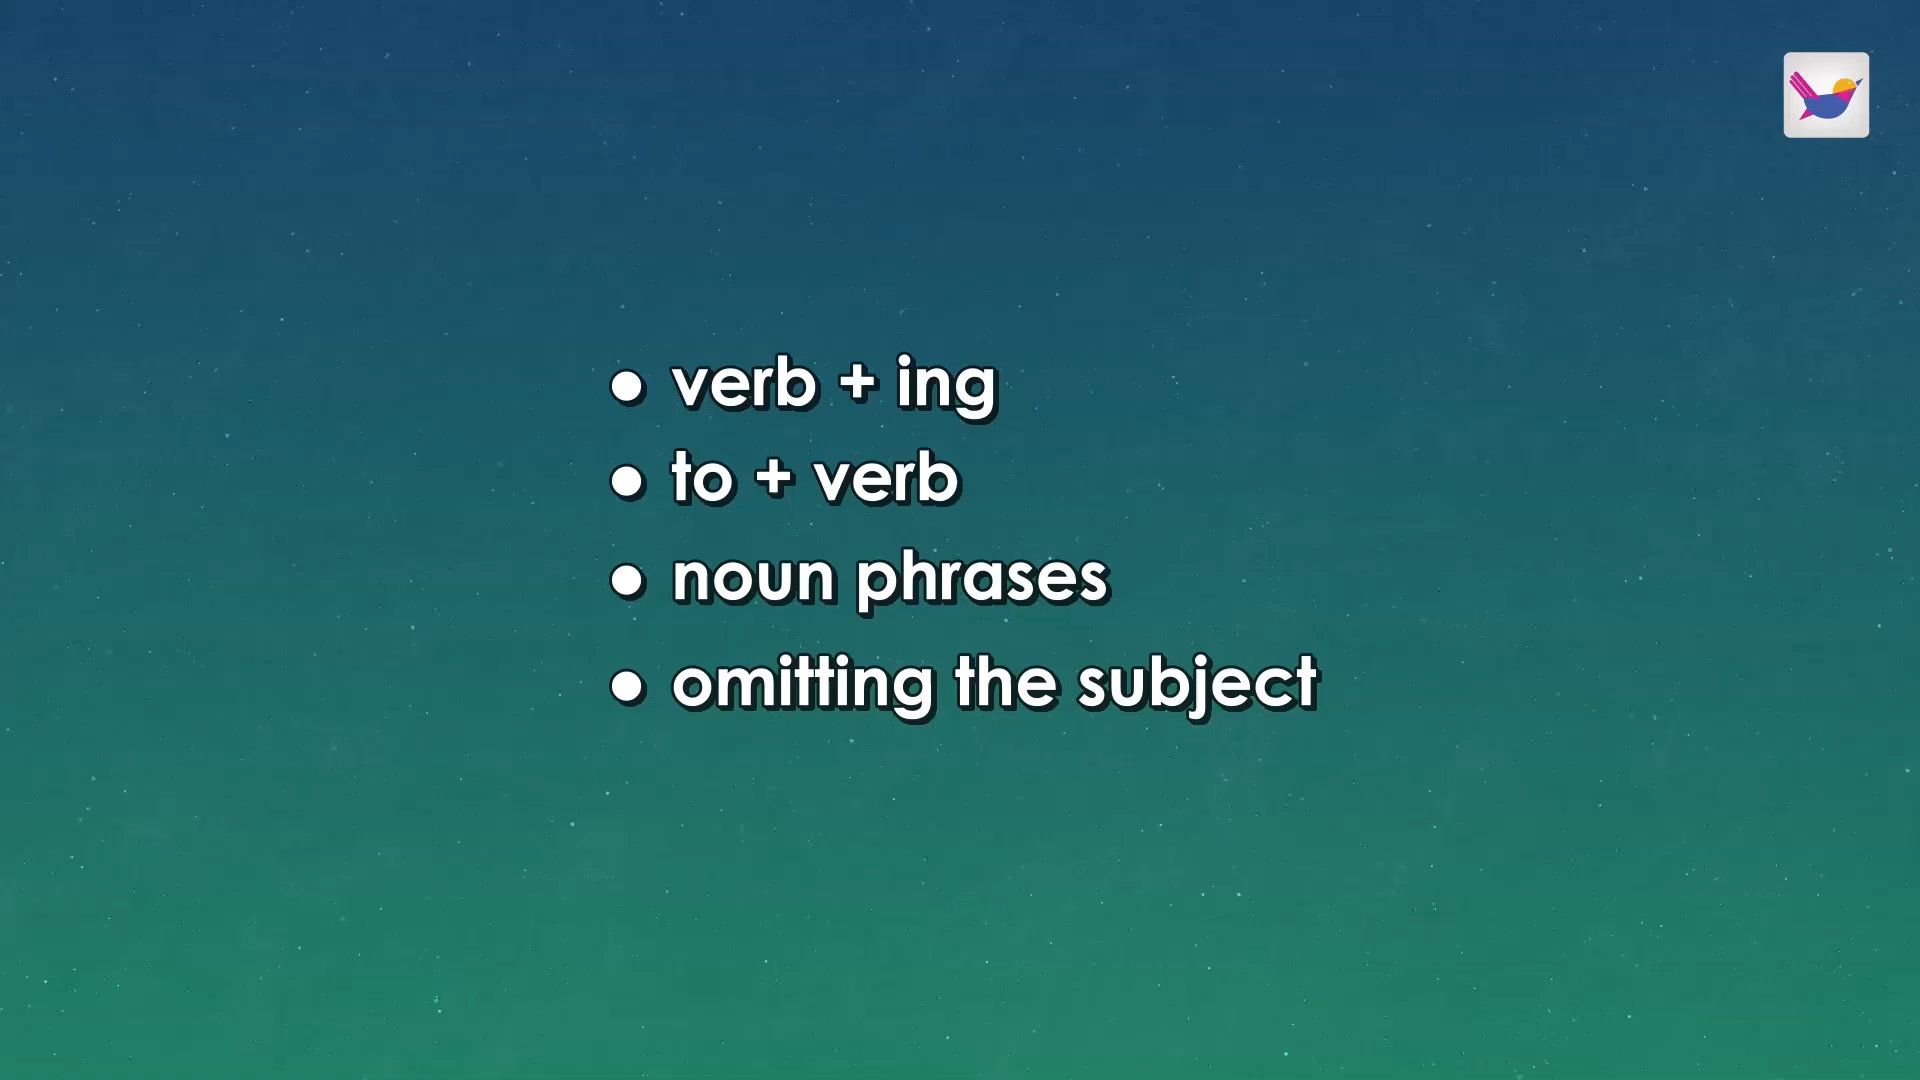 • verb + ing
• to + verb
• noun phrases
• omitting the subject